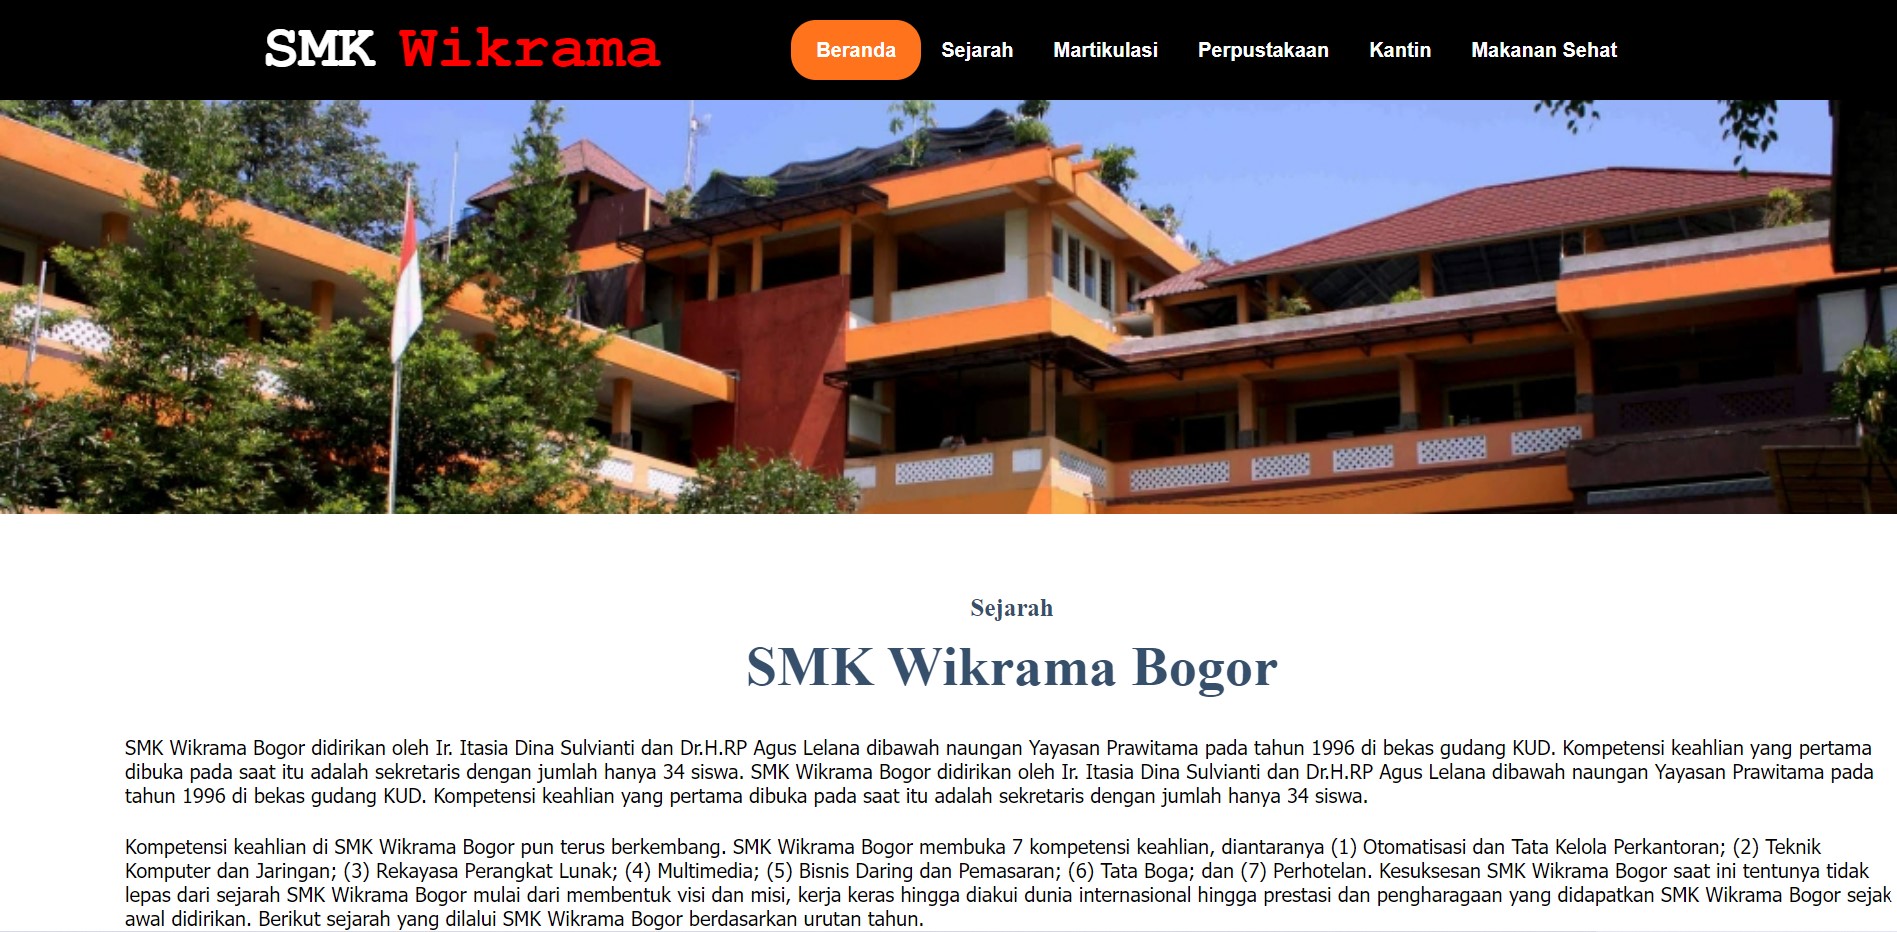 SMK Wikrama
Beranda Sejarah Martikulasi Perpustakaan Kantin Makanan Sehat
Sejarah
SMK Wikrama Bogor
SMK Wikrama Bogor didirikan oleh Ir. Itasia Dina Sulvianti dan Dr.H.RP Agus Lelana dibawah naungan Yayasan Prawitama pada tahun 1996 di bekas gudang KUD. Kompetensi keahlian yang pertama
dibuka pada saat itu adalah sekretaris dengan jumlah hanya 34 siswa. SMK Wikrama Bogor didirikan oleh Ir. Itasia Dina Sulvianti dan Dr.H.RP Agus Lelana dibawah naungan Yayasan Prawitama pada
tahun 1996 di bekas gudang KUD. Kompetensi keahlian yang pertama dibuka pada saat itu adalah sekretaris dengan jumlah hanya 34 siswa.
Kompetensi keahlian di SMK Wikrama Bogor pun terus berkembang. SMK Wikrama Bogor membuka 7 kompetensi keahlian, diantaranya (1) Otomatisasi dan Tata Kelola Perkantoran; (2) Teknik
Komputer dan Jaringan; (3) Rekayasa Perangkat Lunak; (4) Multimedia; (5) Bisnis Daring dan Pemasaran; (6) Tata Boga; dan (7) Perhotelan. Kesuksesan SMK Wikrama Bogor saat ini tentunya tidak
lepas dari sejarah SMK Wikrama Bogor mulai dari membentuk visi dan misi, kerja keras hingga diakui dunia internasional hingga prestasi dan pengharagaan yang didapatkan SMK Wikrama Bogor sejak
awal didirikan. Berikut sejarah yang dilalui SMK Wikrama Bogor berdasarkan urutan tahun.